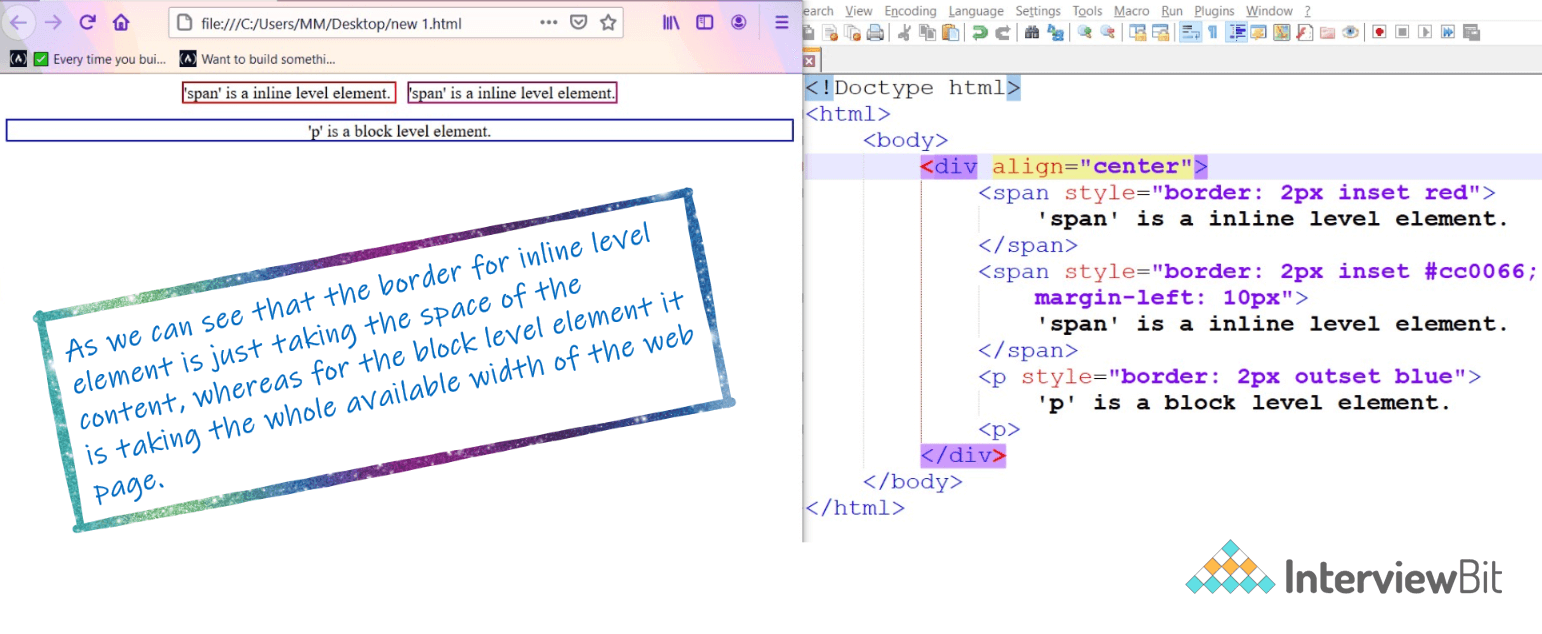 file:///C:/Users/MM/Desktop/new 1.html
Every time you bui... Want to build somethi...
'span' is a inline level element. 'span' is a inline level element.
'p' is a block level element.
As we can see that the border for inline level
element is just taking the space of the
content, whereas for the block level element it
is taking the whole available width of the web
page.
earch View Encoding Language Settings Tools Macro Run Plugins Window ?
<!Doctype html>
<html>
<body>
<div align="center">
<span style="border: 2px inset red">
'span' is a inline level element.
</span>
<span style="border: 2px inset #cc0066;
margin-left: 10px">
'span' is a inline level element.
</span>
<p style="border: 2px outset blue">
'p' is a block level element.
<p>
</div>
</body>
</html>
InterviewBit